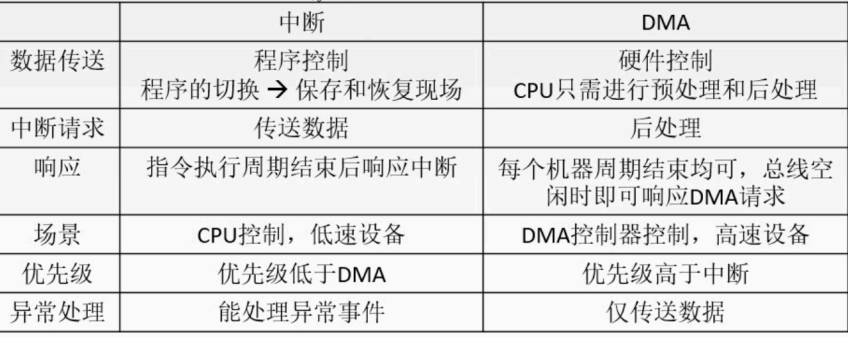 中断 DMA
数据传送 程序控制 硬件控制
程序的切换 → 保存和恢复现场 CPU只需进行预处理和后处理
中断请求 传送数据 后处理
响应 指令执行周期结束后响应中断 每个机器周期结束均可，总线空
闲时即可响应DMA请求
场景 CPU控制，低速设备 DMA控制器控制，高速设备
优先级 优先级低于DMA 优先级高于中断
异常处理 能处理异常事件 仅传送数据